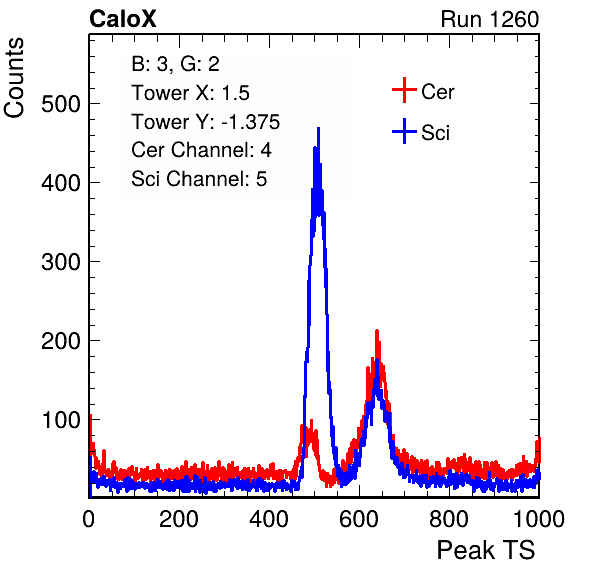 CaloX
Run 1260
Counts
B: 3, G: 2
Tower X: 1.5
Tower Y: -1.375
Cer Channel: 4
Sci Channel: 5
Cer
Sci
500
400
300
200
100
0 200 400 600 800 1000
Peak TS